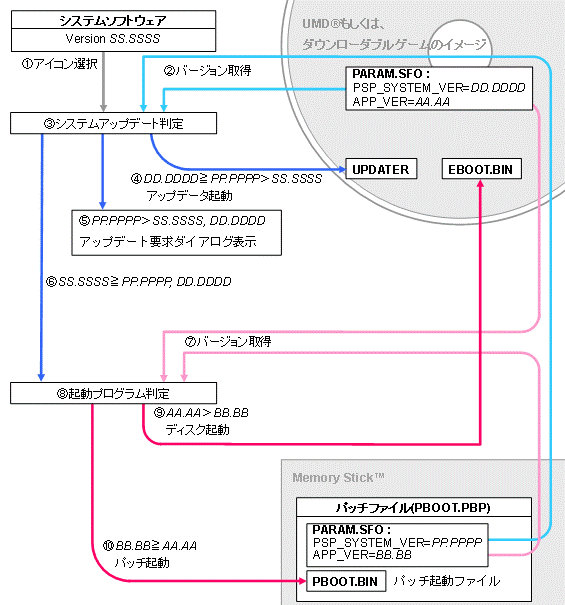 システムソフトウェア
Version SS.SSSS
①アイコン選択
②バージョン取得
UMD®もしくは、
ダウンローダブルゲームのイメージ
PARAM.SFO :
PSP_SYSTEM_VER=DD.DDDD
APP_VER=AA.AA
③システムアップデート判定
④DD.DDDD≧PP.PPPP>SS.SSSS
アップデータ起動
UPDATER
EBOOT.BIN
⑤PP.PPPP>SS.SSSS, DD.DDDD
アップデート要求ダイアログ表示
⑥SS.SSSS≧PP.PPPP, DD.DDDD
⑦バージョン取得
⑧起動プログラム判定
⑨AA.AA>BB.BB
ディスク起動
Memory Stick™
パッチファイル(PBOOT.PBP)
PARAM.SFO :
PSP_SYSTEM_VER=PP.PPPP
APP_VER=BB.BB
⑩BB.BB≧AA.AA
パッチ起動
PBOOT.BIN
パッチ起動ファイル